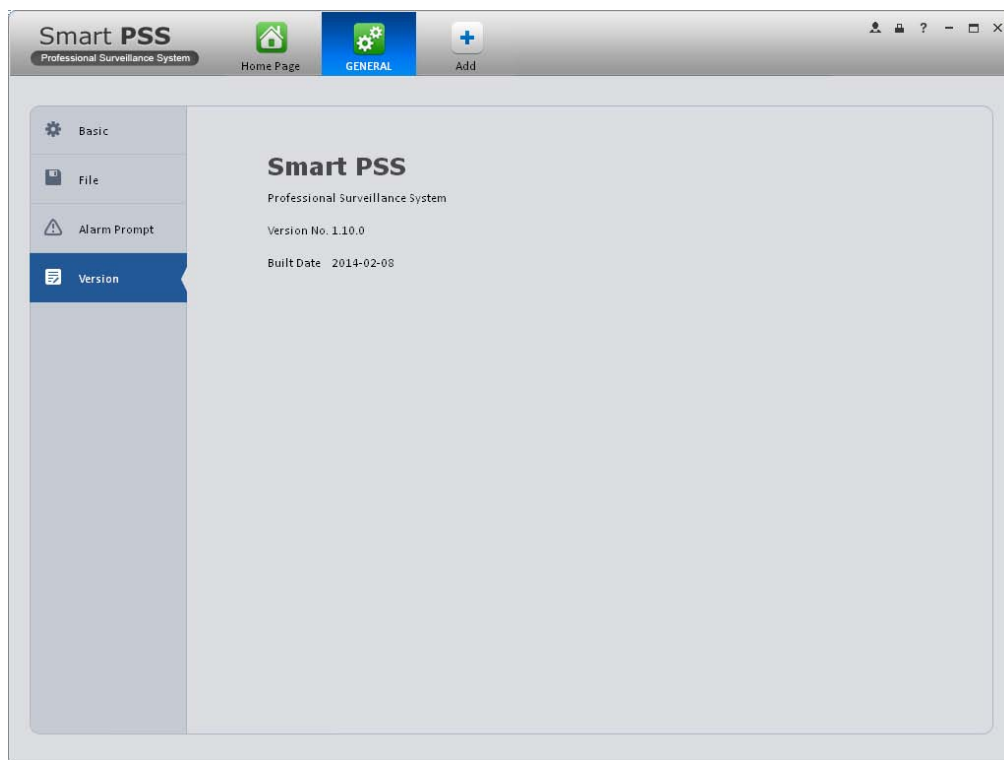 Smart PSS
Professional Surveillance System
Home Page
GENERAL
Add
?
Basic
File
Alarm Prompt
Version
Smart PSS
Professional Surveillance System
Version No. 1.10.0
Built Date 2014-02-08